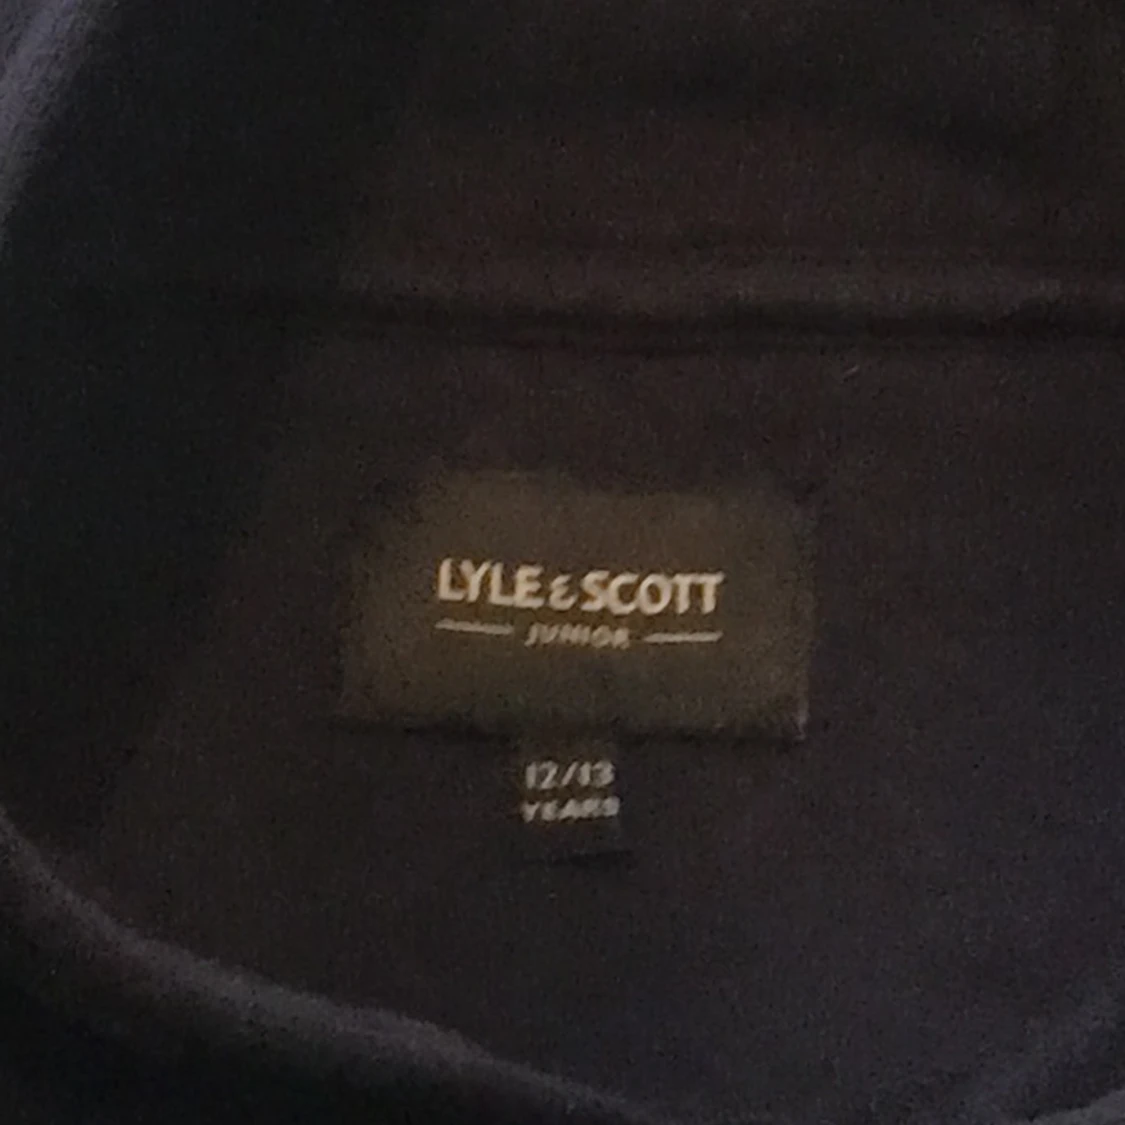 LYLE & SCOTT
JUNIOR
12/13
YEARS